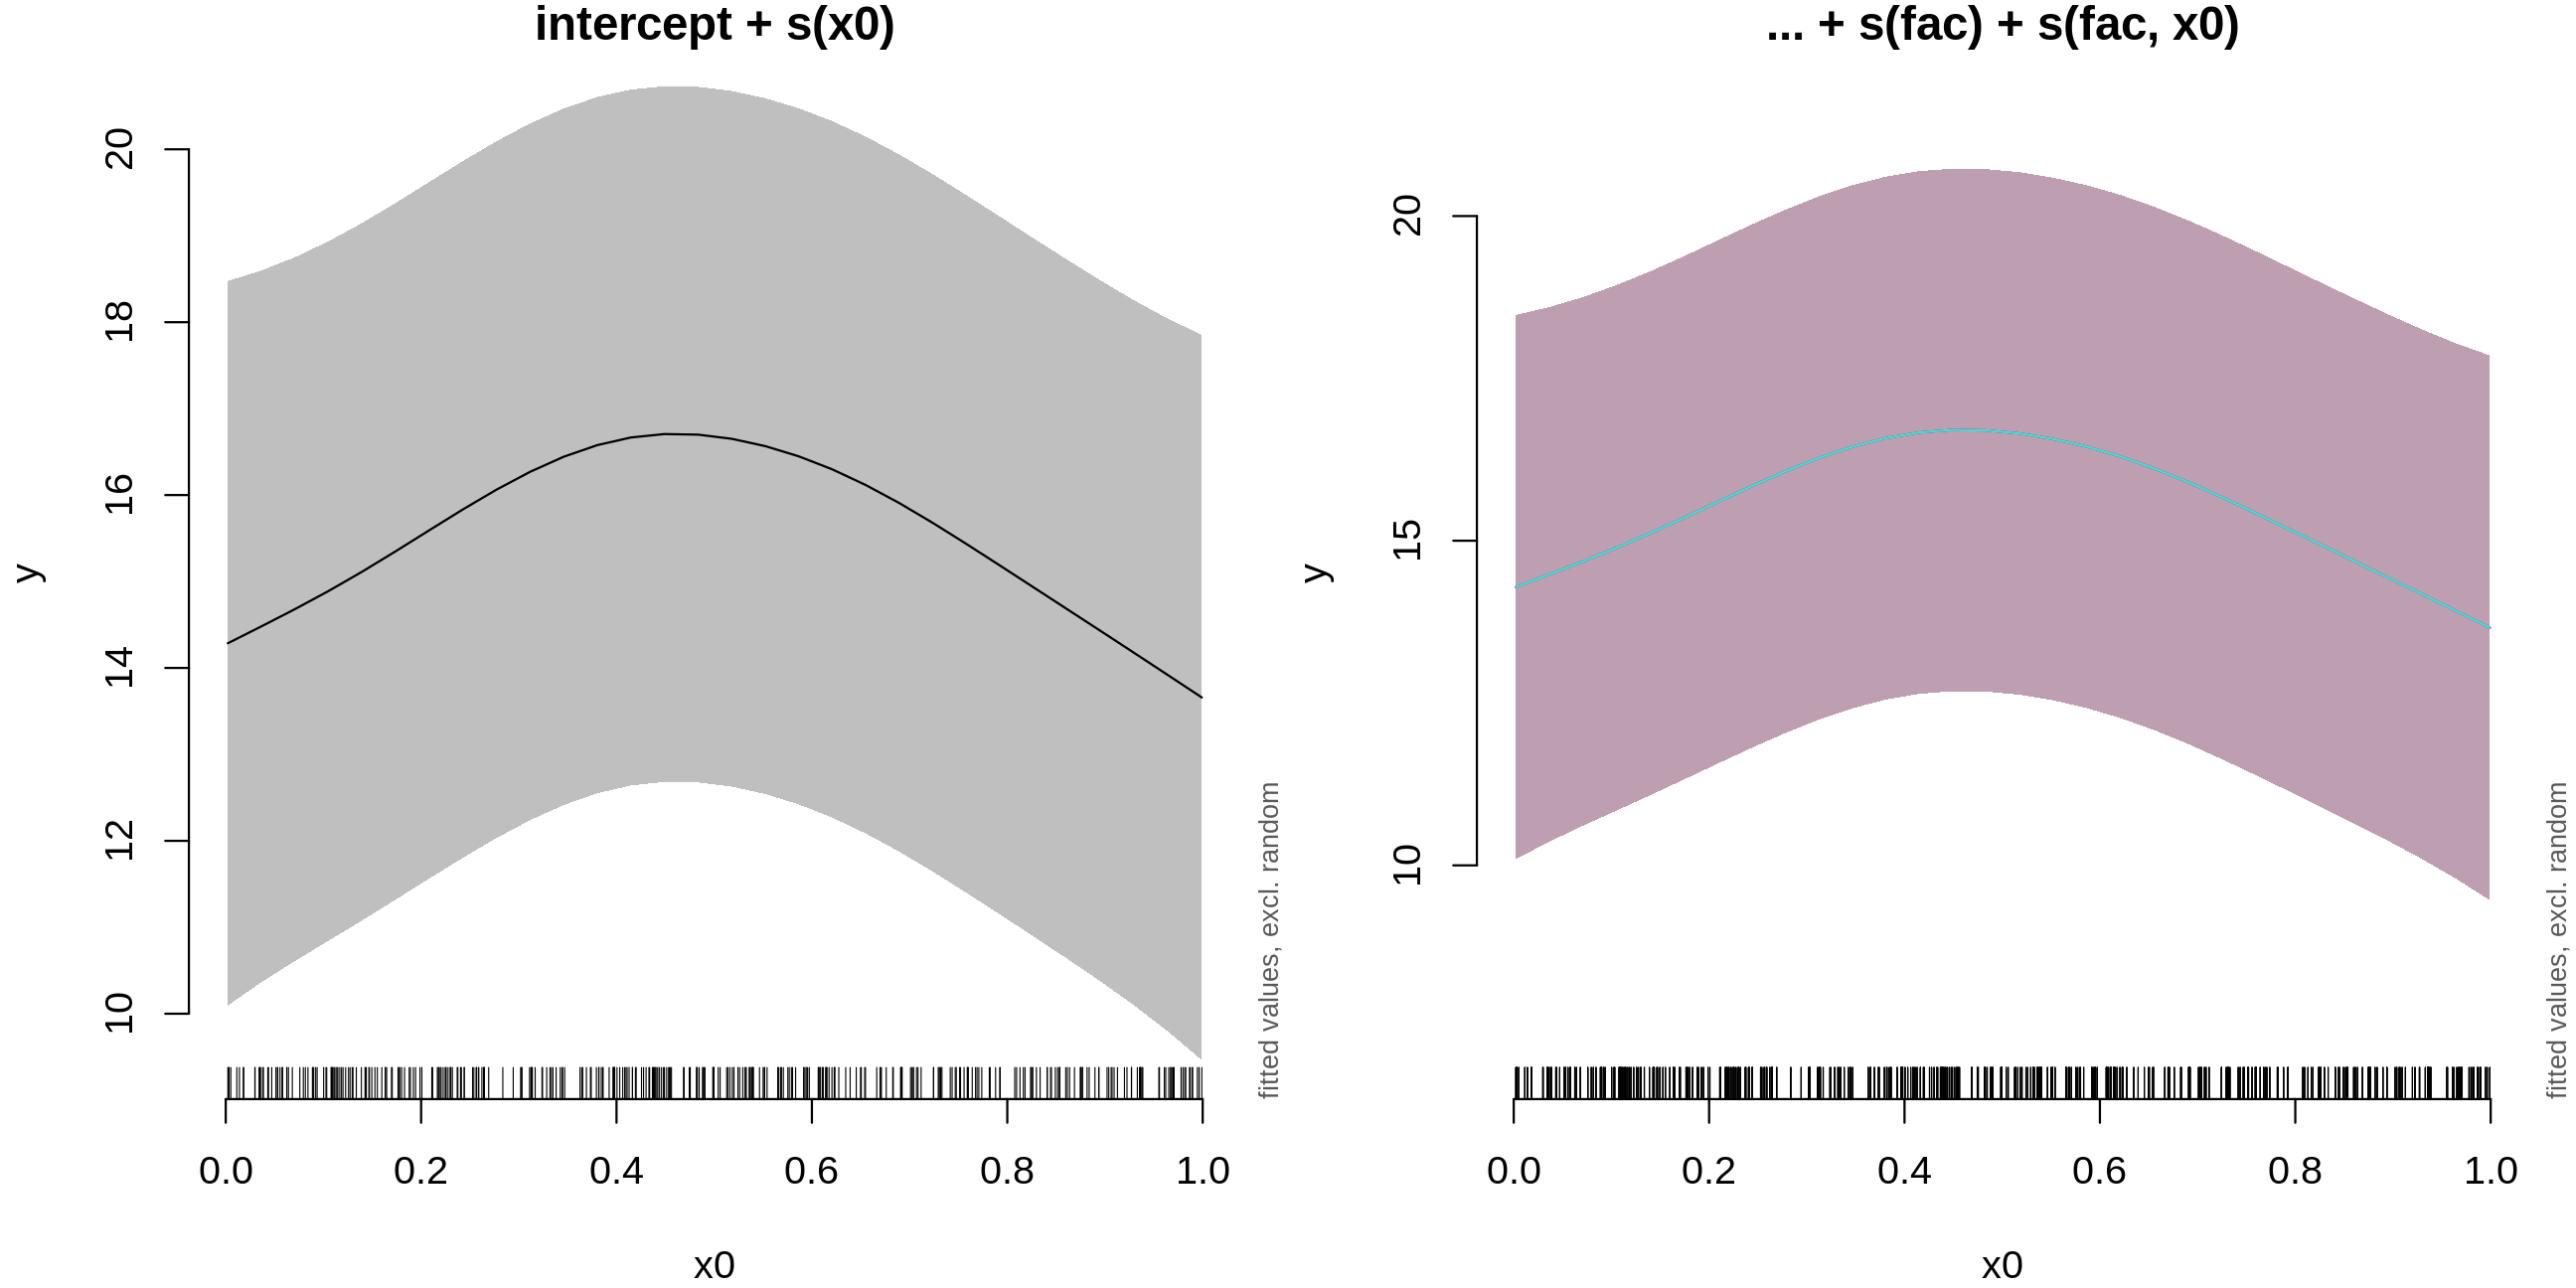 intercept + s(x0)
20
18
16
14
12
10
y
0.0 0.2 0.4 0.6 0.8 1.0
x0
fitted values, excl. random
... + s(fac) + s(fac, x0)
20
15
10
y
0.0 0.2 0.4 0.6 0.8 1.0
x0
fitted values, excl. random